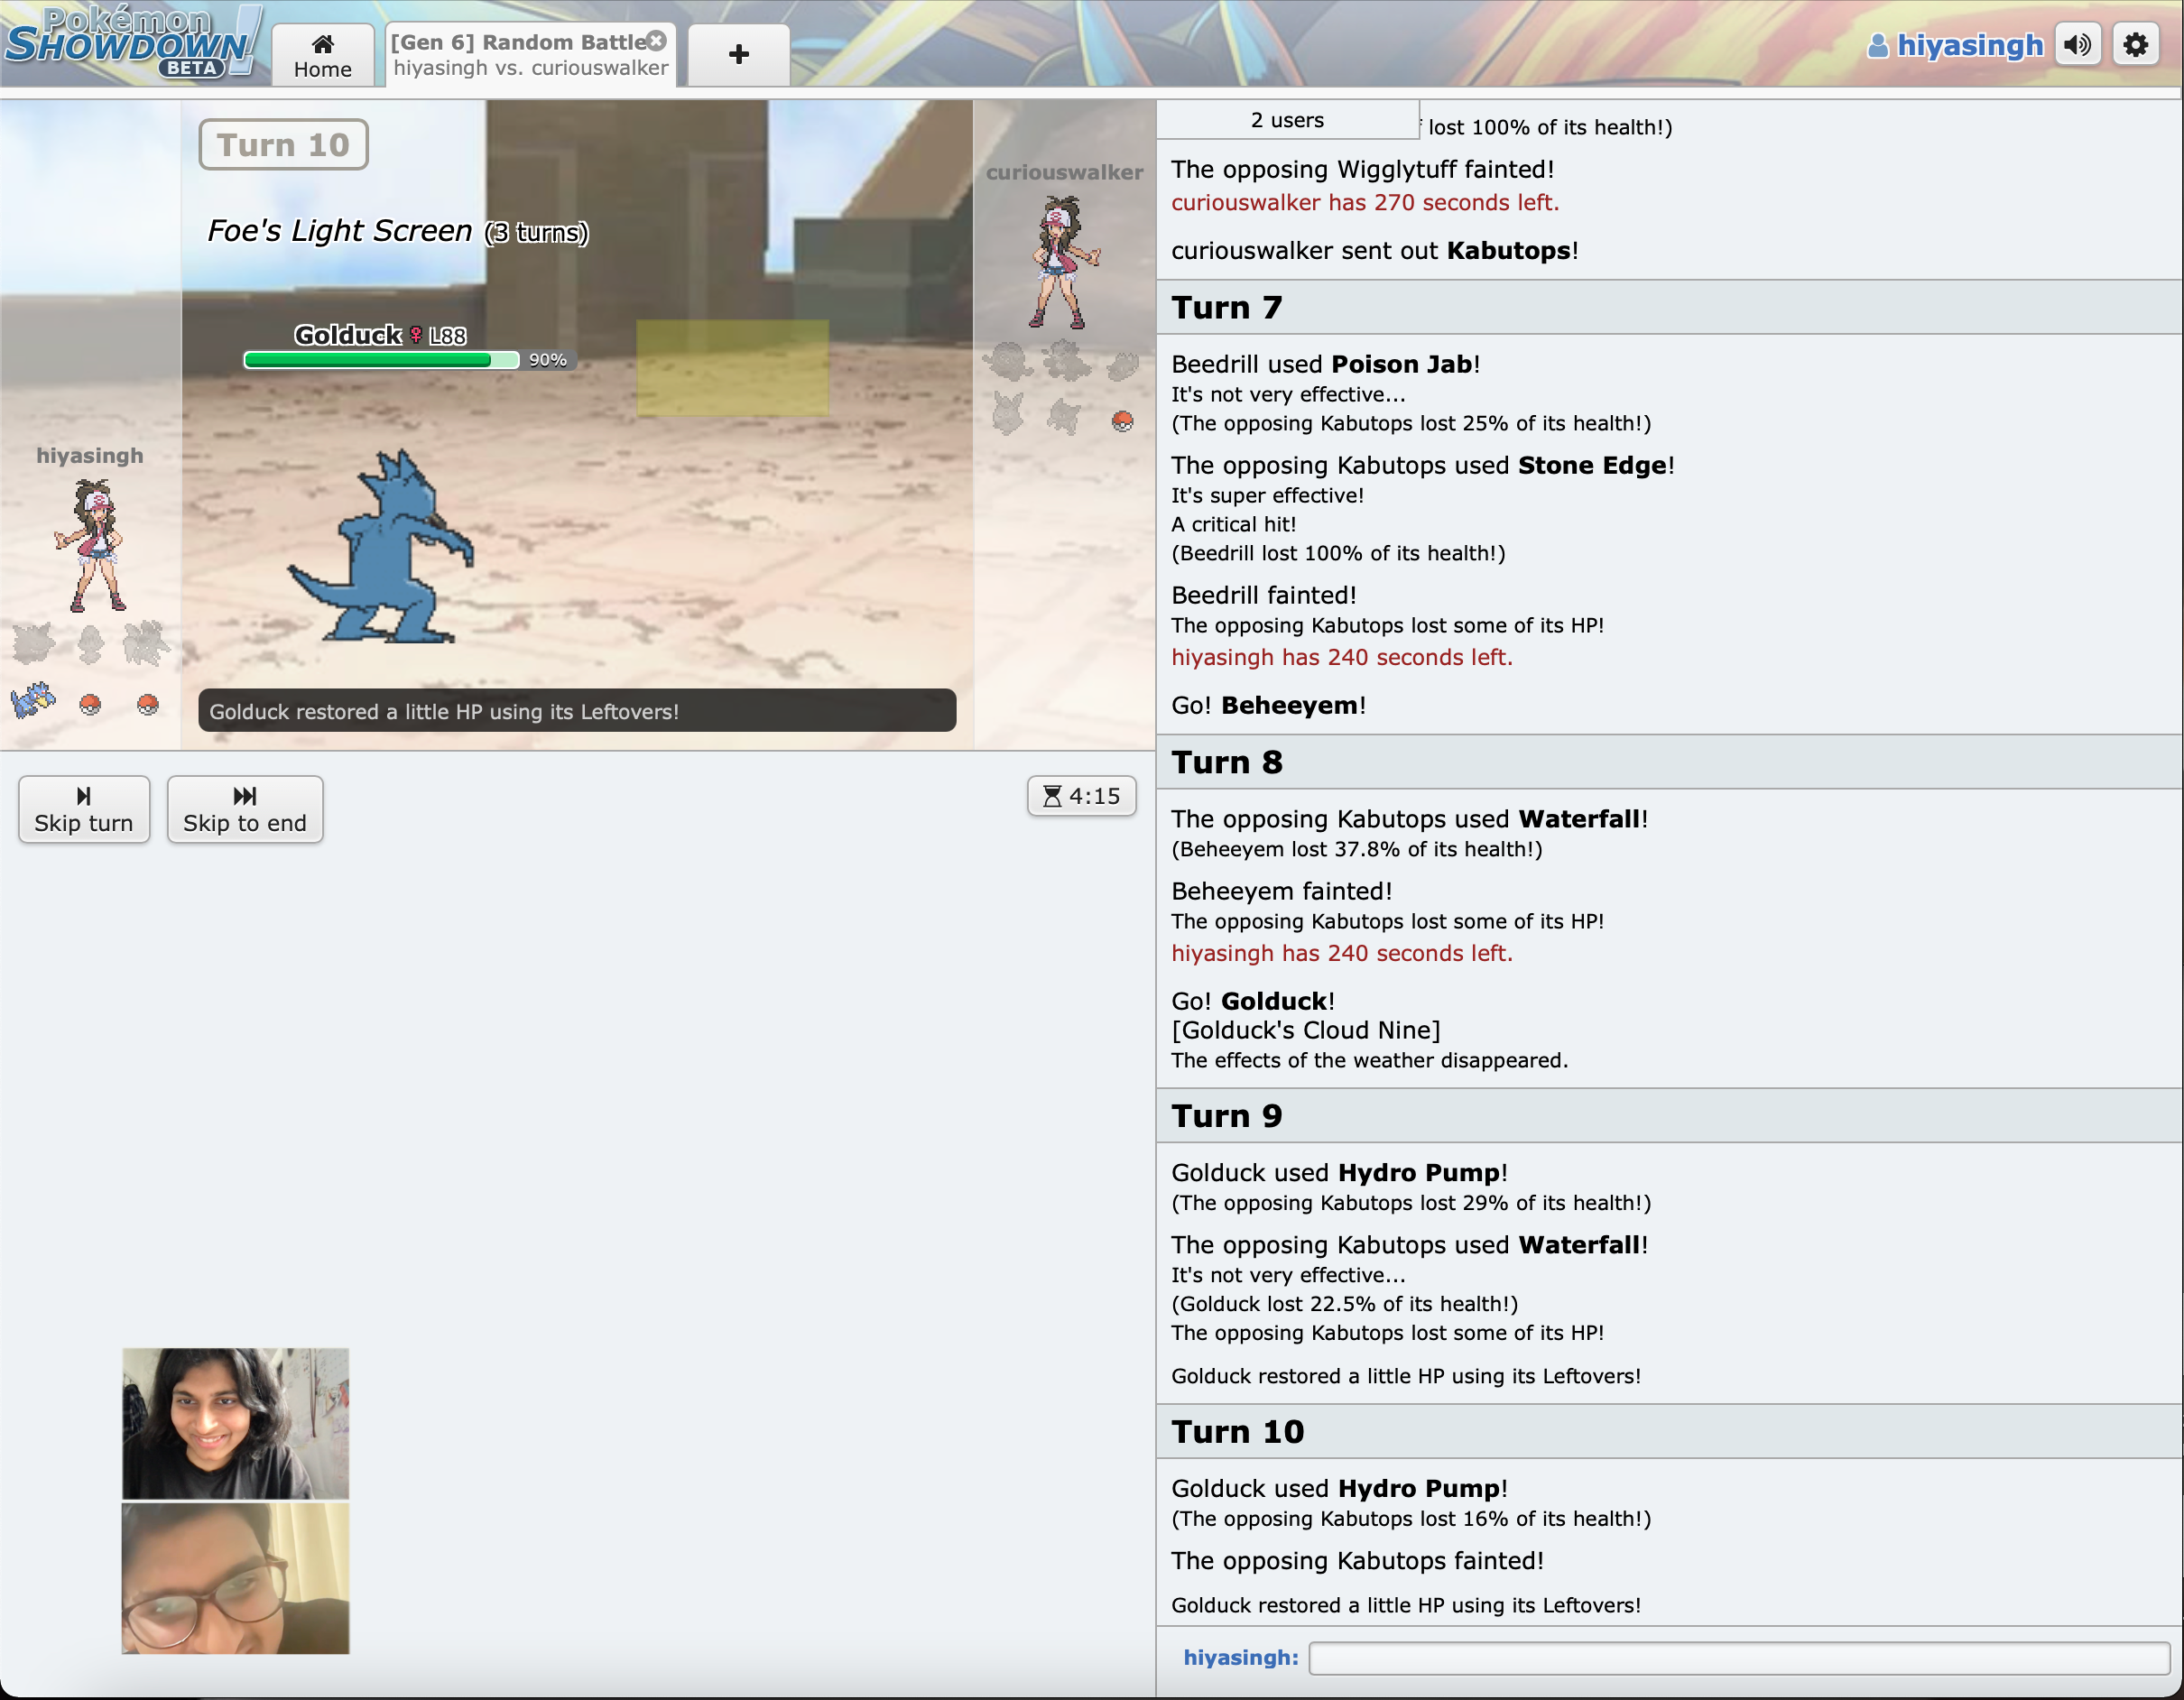 Pokémon
SHOWDOWN!
BETA
Home
[Gen 6] Random Battle
hiyasingh vs. curiouswalker
+
hiyasingh
Turn 10
Foe's Light Screen (3 turns)
Golduck ♀ L88
90%
curiouswalker
hiyasingh
Golduck restored a little HP using its Leftovers!
Skip turn
Skip to end
4:15
2 users
lost 100% of its health!)
The opposing Wigglytuff fainted!
curiouswalker has 270 seconds left.
curiouswalker sent out Kabutops!
Turn 7
Beedrill used Poison Jab!
It's not very effective...
(The opposing Kabutops lost 25% of its health!)
The opposing Kabutops used Stone Edge!
It's super effective!
A critical hit!
(Beedrill lost 100% of its health!)
Beedrill fainted!
The opposing Kabutops lost some of its HP!
hiyasingh has 240 seconds left.
Go! Beheeyem!
Turn 8
The opposing Kabutops used Waterfall!
(Beheeyem lost 37.8% of its health!)
Beheeyem fainted!
The opposing Kabutops lost some of its HP!
hiyasingh has 240 seconds left.
Go! Golduck!
[Golduck's Cloud Nine]
The effects of the weather disappeared.
Turn 9
Golduck used Hydro Pump!
(The opposing Kabutops lost 29% of its health!)
The opposing Kabutops used Waterfall!
It's not very effective...
(Golduck lost 22.5% of its health!)
The opposing Kabutops lost some of its HP!
Golduck restored a little HP using its Leftovers!
Turn 10
Golduck used Hydro Pump!
(The opposing Kabutops lost 16% of its health!)
The opposing Kabutops fainted!
Golduck restored a little HP using its Leftovers!
hiyasingh: